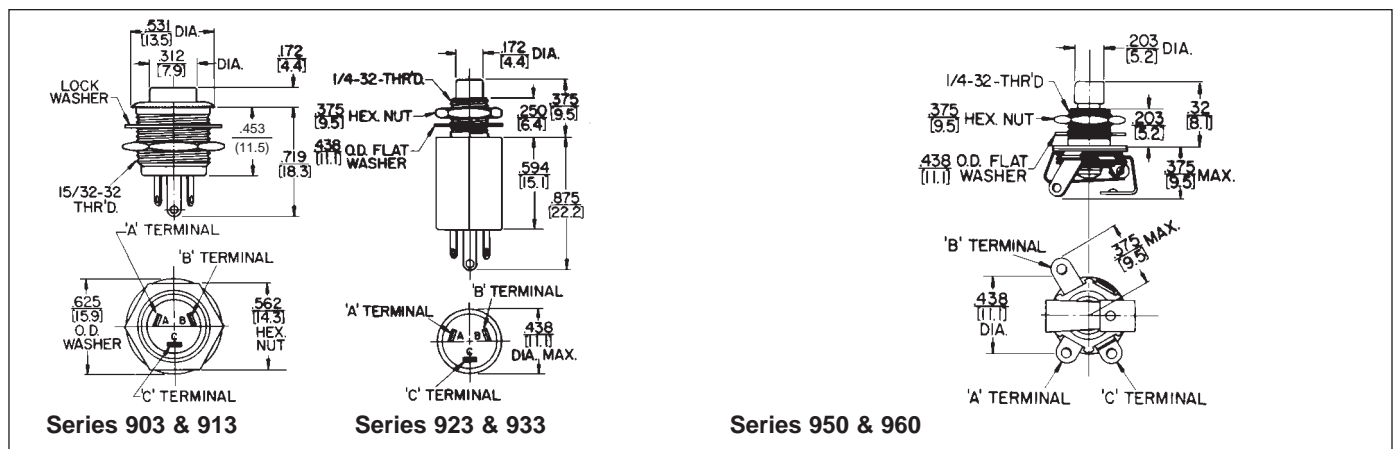 .531
[13.5] DIA.
.312
[7.9] DIA.
.172
[4.4]
LOCK
WASHER
.453
(11.5)
.719
[18.3]
15/32-32
THR'D.
'A' TERMINAL
'B' TERMINAL
.625
[15.9]
O.D.
WASHER
A B
C
.562
[14.3]
HEX.
NUT
'C' TERMINAL
Series 903 & 913
.172
[4.4] DIA.
1/4-32-THR'D.
.375
[9.5] HEX. NUT
.250
[6.4]
.375
[9.5]
.438
[11.1] O.D. FLAT
WASHER
.594
[15.1]
.875
[22.2]
'B' TERMINAL
'A' TERMINAL
A B
C
.438
[11.1]
DIA. MAX.
'C' TERMINAL
Series 923 & 933
.203
[5.2] DIA.
1/4-32-THR'D
.375
[9.5] HEX. NUT
.203
[5.2]
.32
[8.1]
.438
[11.1] O.D. FLAT
WASHER
.375
[9.5] MAX.
'B' TERMINAL
.375
[9.5] MAX.
.438
[11.1]
DIA.
'A' TERMINAL
'C' TERMINAL
Series 950 & 960